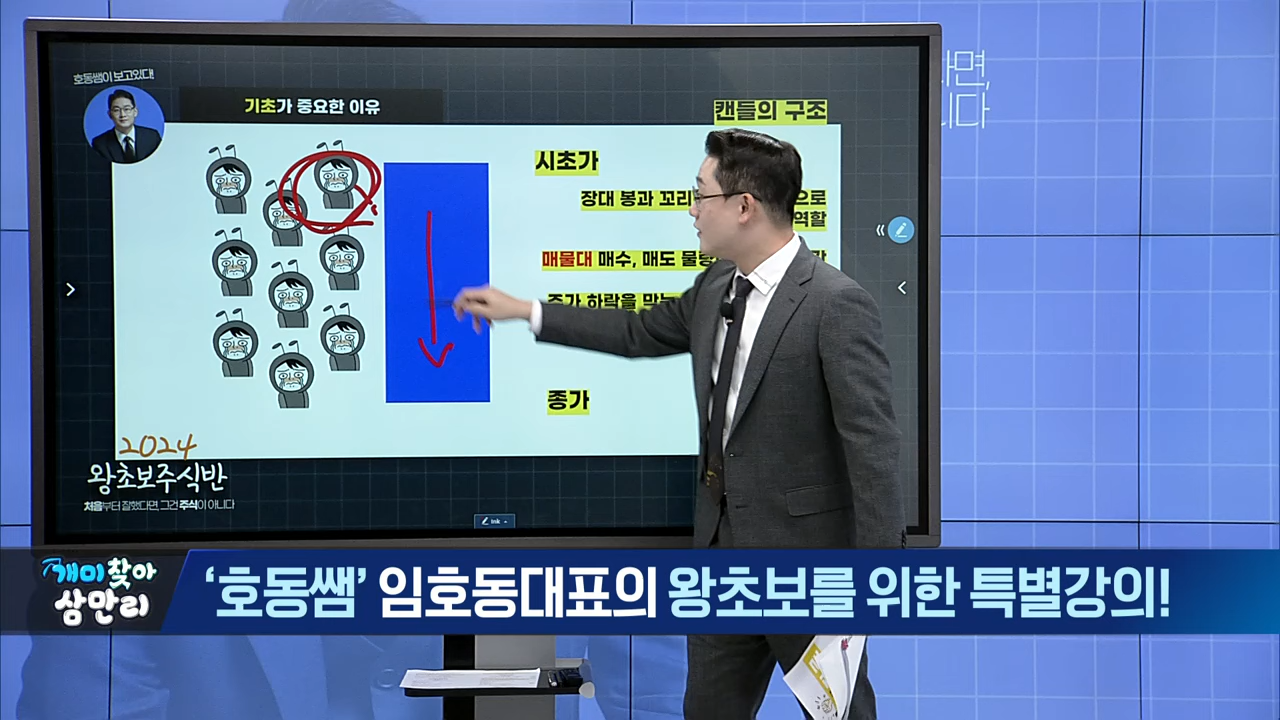 호동쌤이 보고있다!
기초가 중요한 이유
캔들의 구조
시초가
장대 봉과 꼬리
으로
역할
매물대 매수, 매도 물량
주가 하락을
종가
2024
왕초보주식반
처음부터 잘했다면, 그건 주식이 아니다
Ink
개미찾아
삼만리
'호동쌤' 임호동대표의 왕초보를 위한 특별강의!